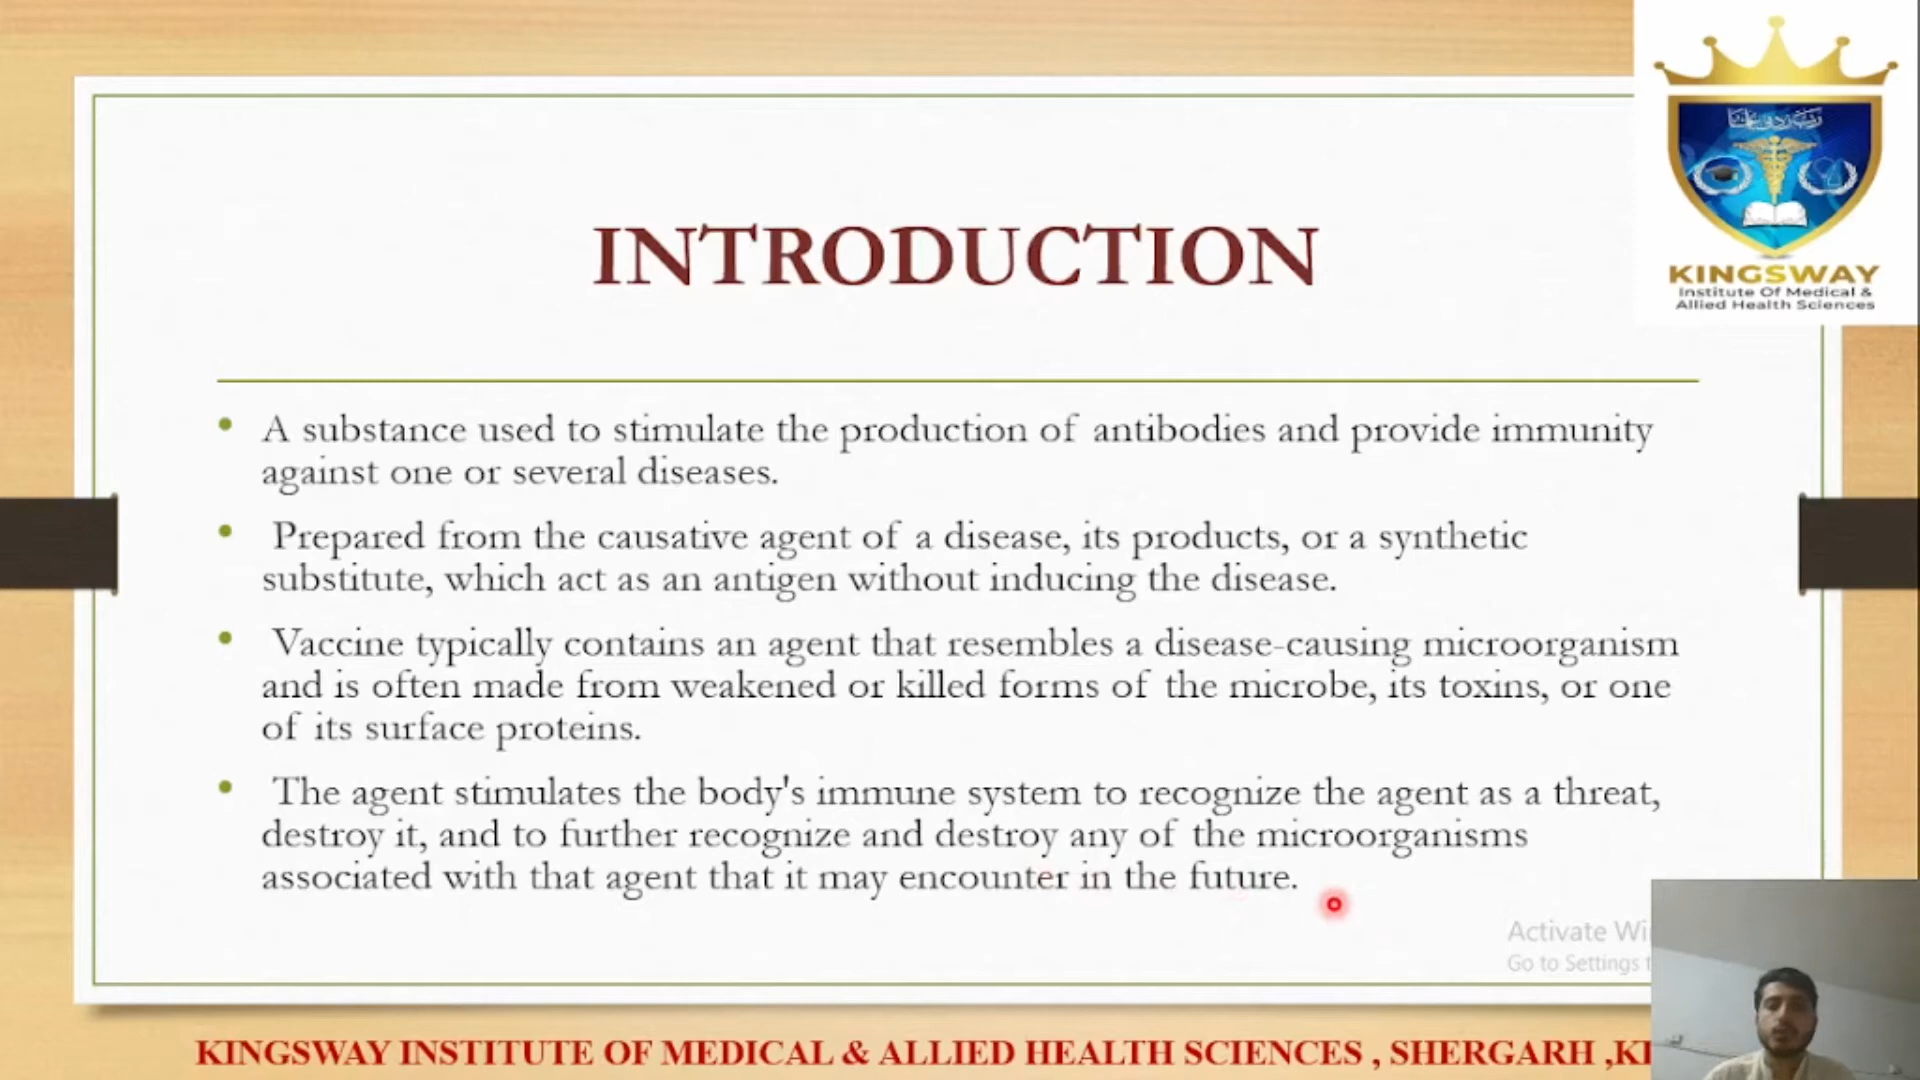 KINGSWAY
Institute Of Medical &
Allied Health Sciences
INTRODUCTION
• A substance used to stimulate the production of antibodies and provide immunity
against one or several diseases.
• Prepared from the causative agent of a disease, its products, or a synthetic
substitute, which act as an antigen without inducing the disease.
• Vaccine typically contains an agent that resembles a disease-causing microorganism
and is often made from weakened or killed forms of the microbe, its toxins, or one
of its surface proteins.
• The agent stimulates the body's immune system to recognize the agent as a threat,
destroy it, and to further recognize and destroy any of the microorganisms
associated with that agent that it may encounter in the future.
Activate
Go to Settings
KINGSWAY INSTITUTE OF MEDICAL & ALLIED HEALTH SCIENCES , SHERGARH ,